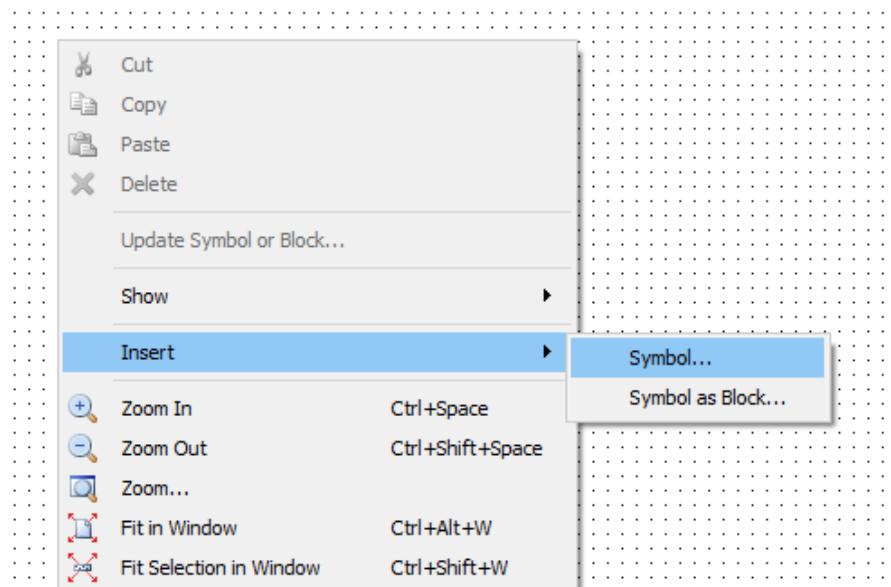 Cut
Copy
Paste
Delete
Update Symbol or Block...
Show
Insert
Symbol...
Symbol as Block...
Zoom In Ctrl+Space
Zoom Out Ctrl+Shift+Space
Zoom...
Fit in Window Ctrl+Alt+W
Fit Selection in Window Ctrl+Shift+W